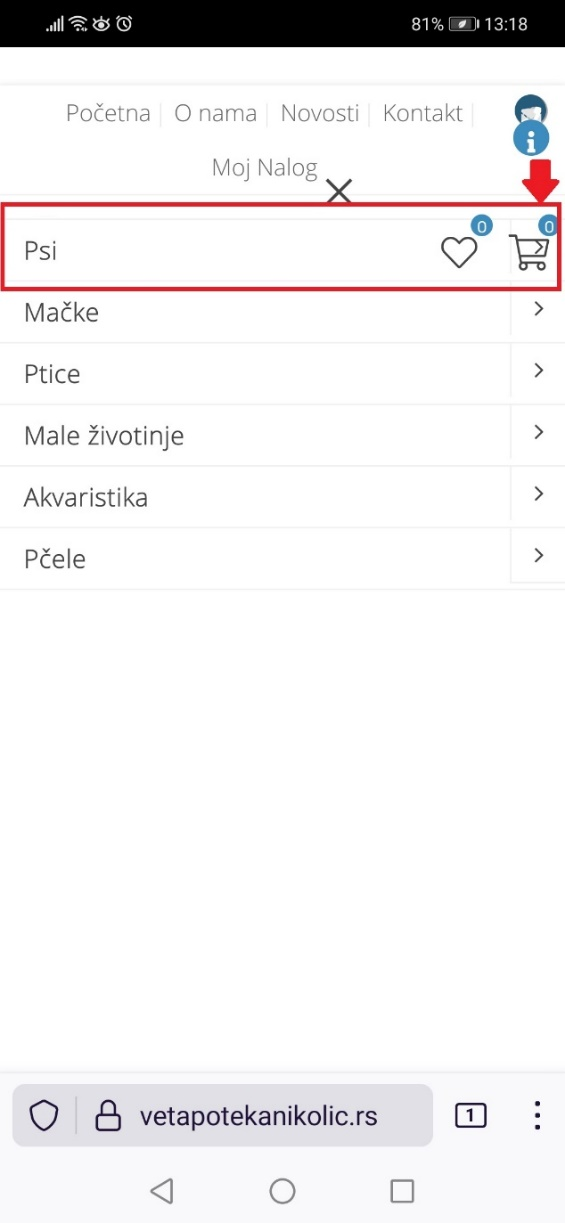 81% 13:18
Početna O nama Novosti Kontakt
i
Moj Nalog
Psi 0 0
Mačke
Ptice
Male životinje
Akvaristika
Pčele
vetapotekanikolic.rs 1